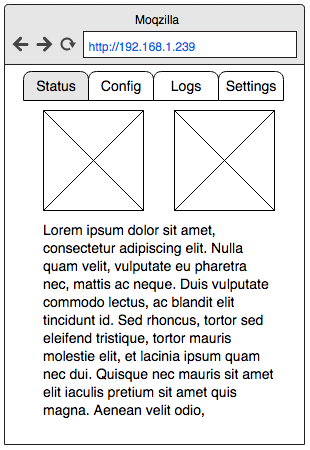 Moqzilla
http://192.168.1.239
Status Config Logs Settings
Lorem ipsum dolor sit amet,
consectetur adipiscing elit. Nulla
quam velit, vulputate eu pharetra
nec, mattis ac neque. Duis vulputate
commodo lectus, ac blandit elit
tincidunt id. Sed rhoncus, tortor sed
eleifend tristique, tortor mauris
molestie elit, et lacinia ipsum quam
nec dui. Quisque nec mauris sit amet
elit iaculis pretium sit amet quis
magna. Aenean velit odio,